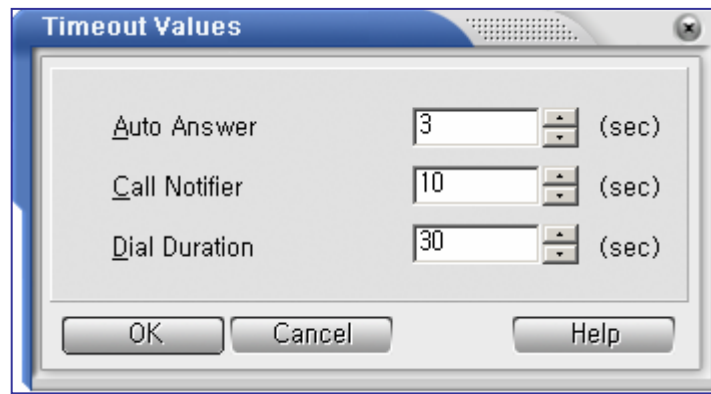 Timeout Values
Auto Answer 3 (sec)
Call Notifier 10 (sec)
Dial Duration 30 (sec)
OK Cancel Help